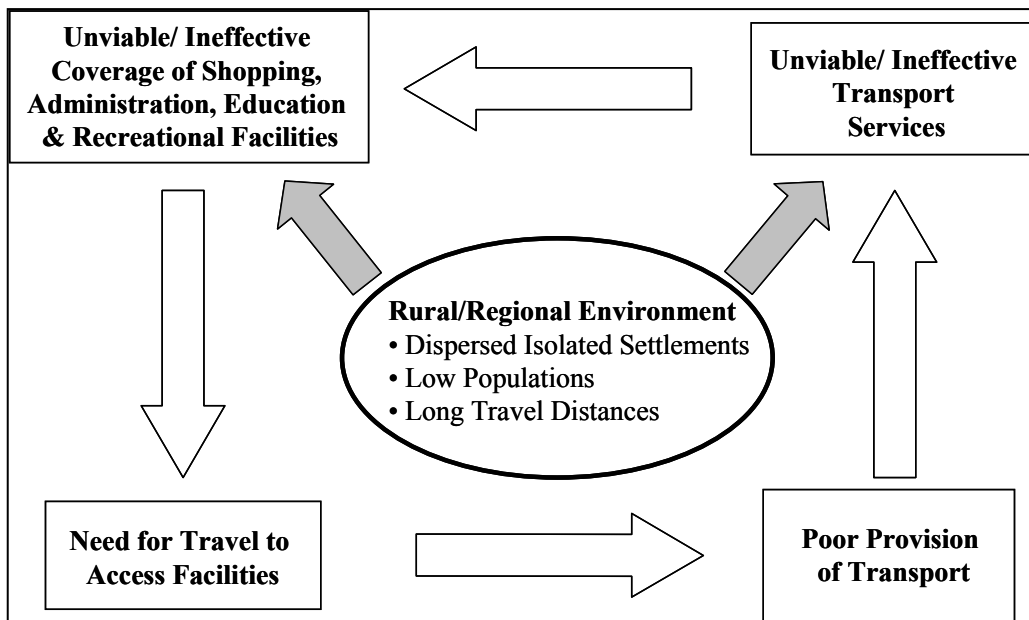 Unviable/ Ineffective
Coverage of Shopping,
Administration, Education
& Recreational Facilities
Unviable/ Ineffective
Transport
Services
Rural/Regional Environment
• Dispersed Isolated Settlements
• Low Populations
• Long Travel Distances
Need for Travel to
Access Facilities
Poor Provision
of Transport